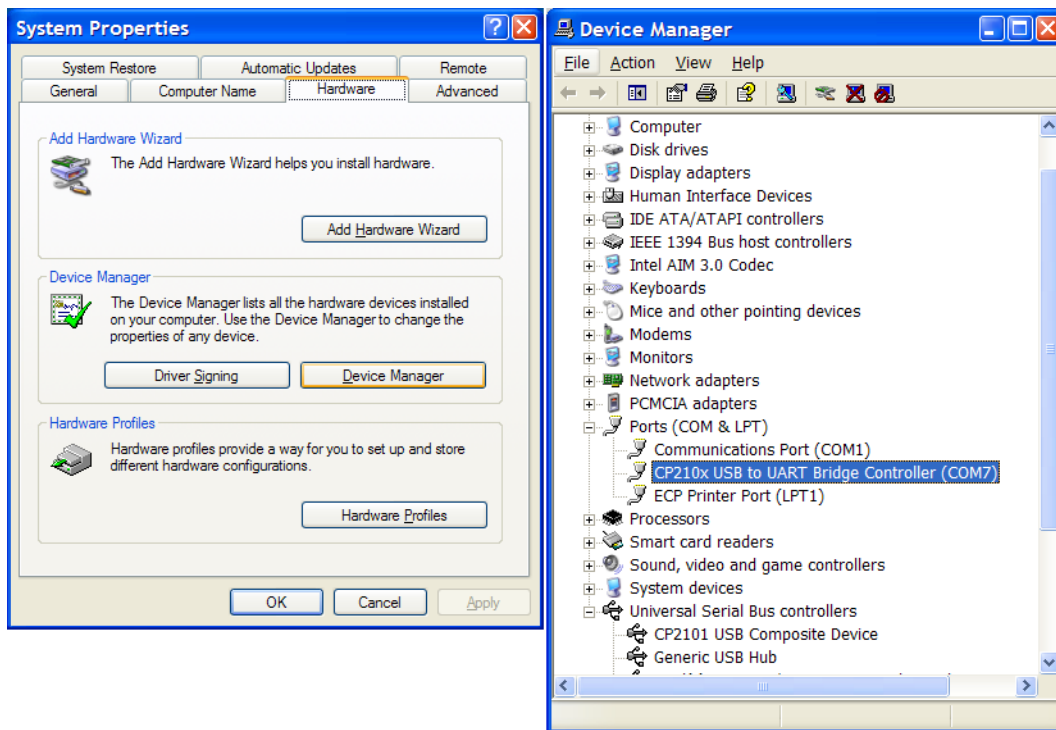 System Properties
System Restore
Automatic Updates
Remote
General
Computer Name
Hardware
Advanced
Add Hardware Wizard
The Add Hardware Wizard helps you install hardware.
Add Hardware Wizard
Device Manager
The Device Manager lists all the hardware devices installed
on your computer. Use the Device Manager to change the
properties of any device.
Driver Signing
Device Manager
Hardware Profiles
Hardware profiles provide a way for you to set up and store
different hardware configurations.
Hardware Profiles
OK
Cancel
Apply
Device Manager
File Action View Help
Computer
Disk drives
Display adapters
Human Interface Devices
IDE ATA/ATAPI controllers
IEEE 1394 Bus host controllers
Intel AIM 3.0 Codec
Keyboards
Mice and other pointing devices
Modems
Monitors
Network adapters
PCMCIA adapters
Ports (COM & LPT)
Communications Port (COM1)
CP210x USB to UART Bridge Controller (COM7)
ECP Printer Port (LPT1)
Processors
Smart card readers
Sound, video and game controllers
System devices
Universal Serial Bus controllers
CP2101 USB Composite Device
Generic USB Hub